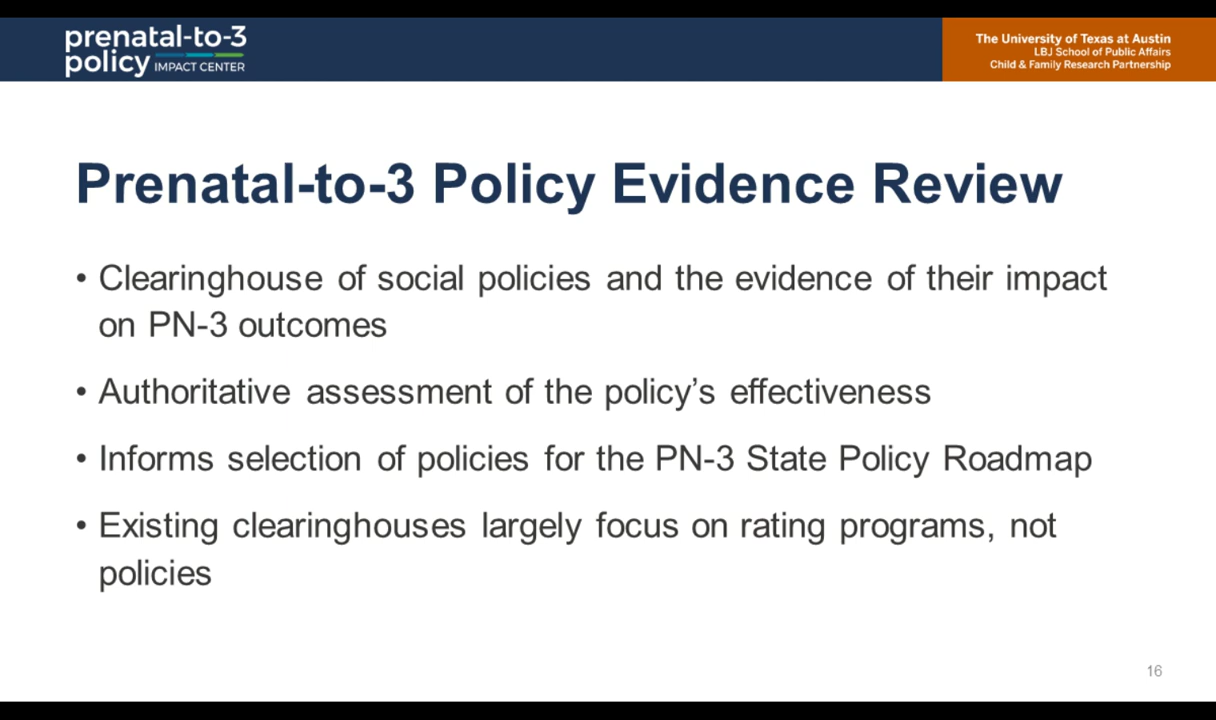 prenatal-to-3
policy IMPACT CENTER
The University of Texas at Austin
LBJ School of Public Affairs
Child & Family Research Partnership
Prenatal-to-3 Policy Evidence Review
• Clearinghouse of social policies and the evidence of their impact
on PN-3 outcomes
• Authoritative assessment of the policy’s effectiveness
• Informs selection of policies for the PN-3 State Policy Roadmap
• Existing clearinghouses largely focus on rating programs, not
policies
16